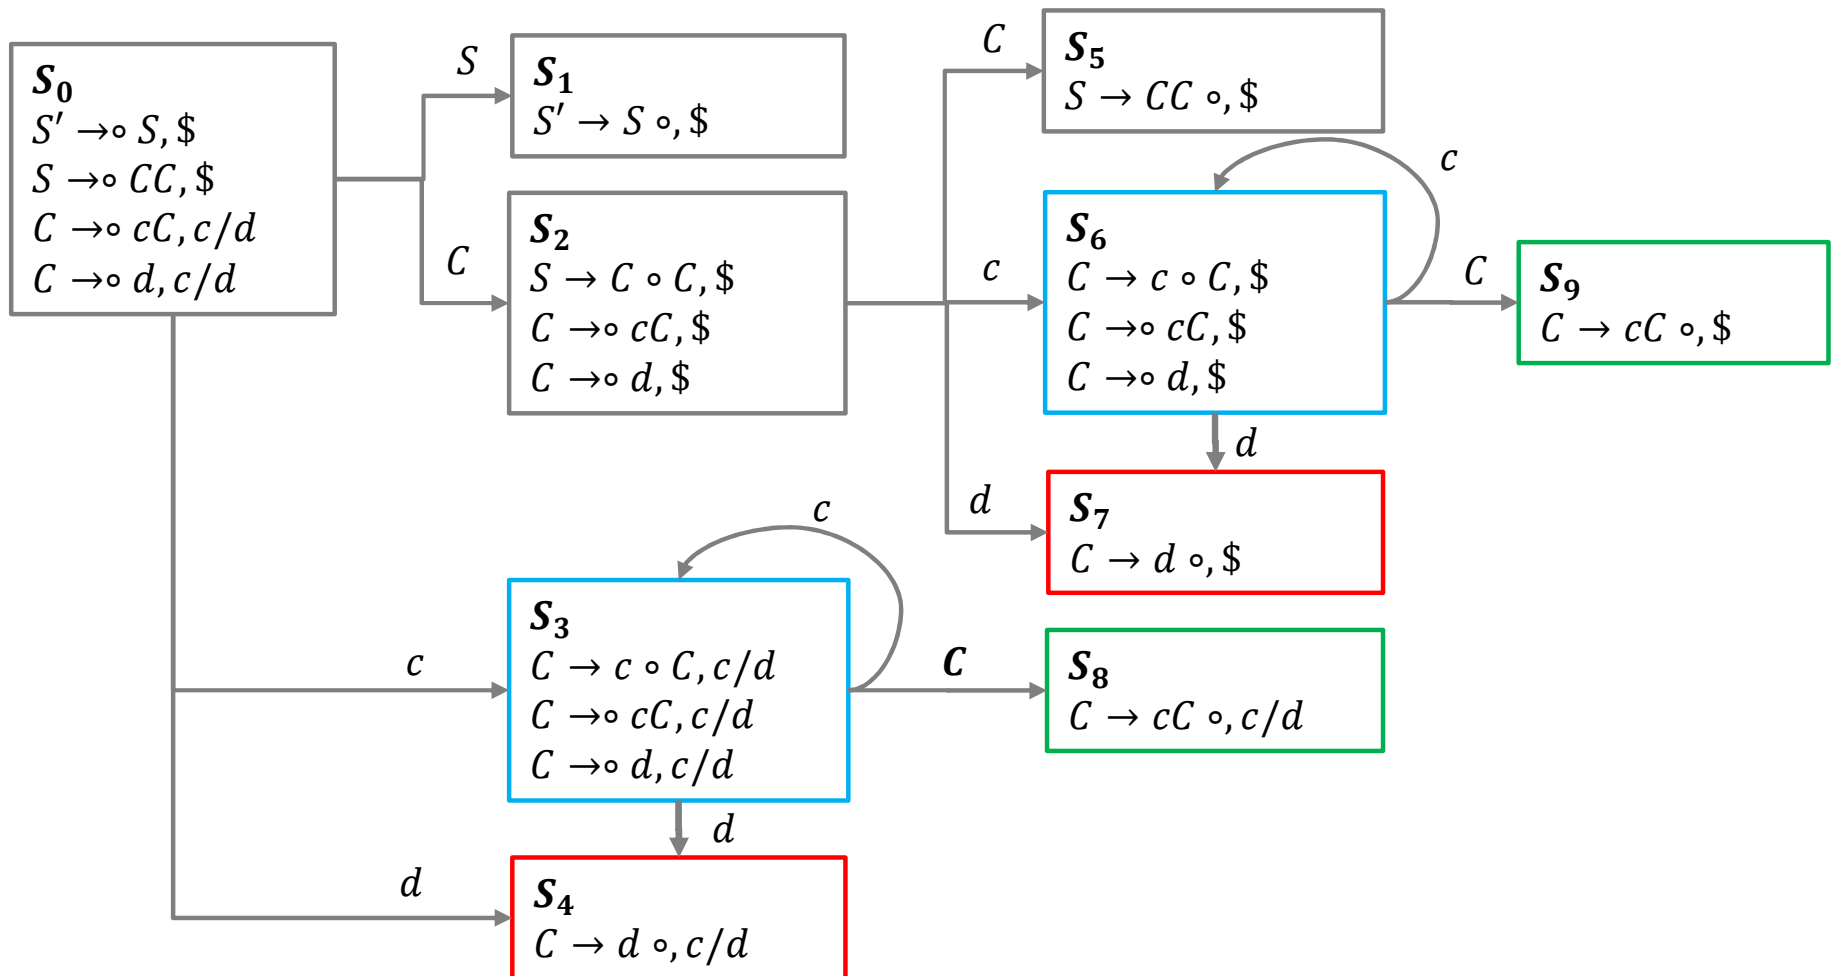 S₀
S′ →∘ S, $
S →∘ CC, $
C →∘ cC, c/d
C →∘ d, c/d
S
S₁
S′ → S ∘, $
C
S₂
S → C ∘ C, $
C →∘ cC, $
C →∘ d, $
C
S₅
S → CC ∘, $
c
c
S₆
C → c ∘ C, $
C →∘ cC, $
C →∘ d, $
C
S₉
C → cC ∘, $
d
d
S₇
C → d ∘, $
c
c
S₃
C → c ∘ C, c/d
C →∘ cC, c/d
C →∘ d, c/d
C
S₈
C → cC ∘, c/d
d
d
S₄
C → d ∘, c/d